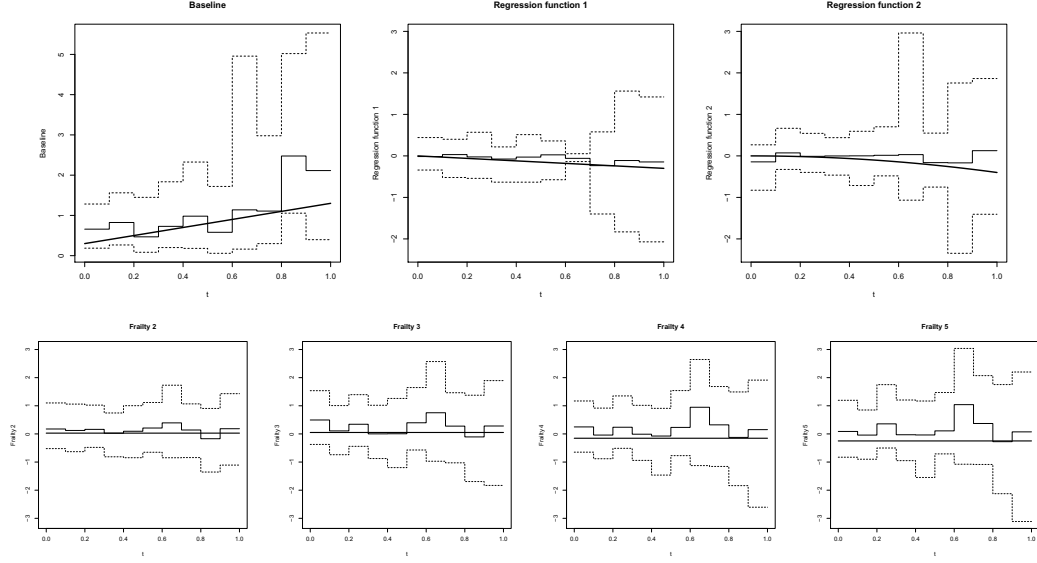 Baseline
Baseline
0 1 2 3 4 5
0.0 0.2 0.4 0.6 0.8 1.0
t
Regression function 1
Regression function 1
−2 −1 0 1 2 3
0.0 0.2 0.4 0.6 0.8 1.0
t
Regression function 2
Regression function 2
−2 −1 0 1 2 3
0.0 0.2 0.4 0.6 0.8 1.0
t
Frailty 2
Frailty 2
−3 −2 −1 0 1 2 3
0.0 0.2 0.4 0.6 0.8 1.0
t
Frailty 3
Frailty 3
−3 −2 −1 0 1 2 3
0.0 0.2 0.4 0.6 0.8 1.0
t
Frailty 4
Frailty 4
−3 −2 −1 0 1 2 3
0.0 0.2 0.4 0.6 0.8 1.0
t
Frailty 5
Frailty 5
−3 −2 −1 0 1 2 3
0.0 0.2 0.4 0.6 0.8 1.0
t